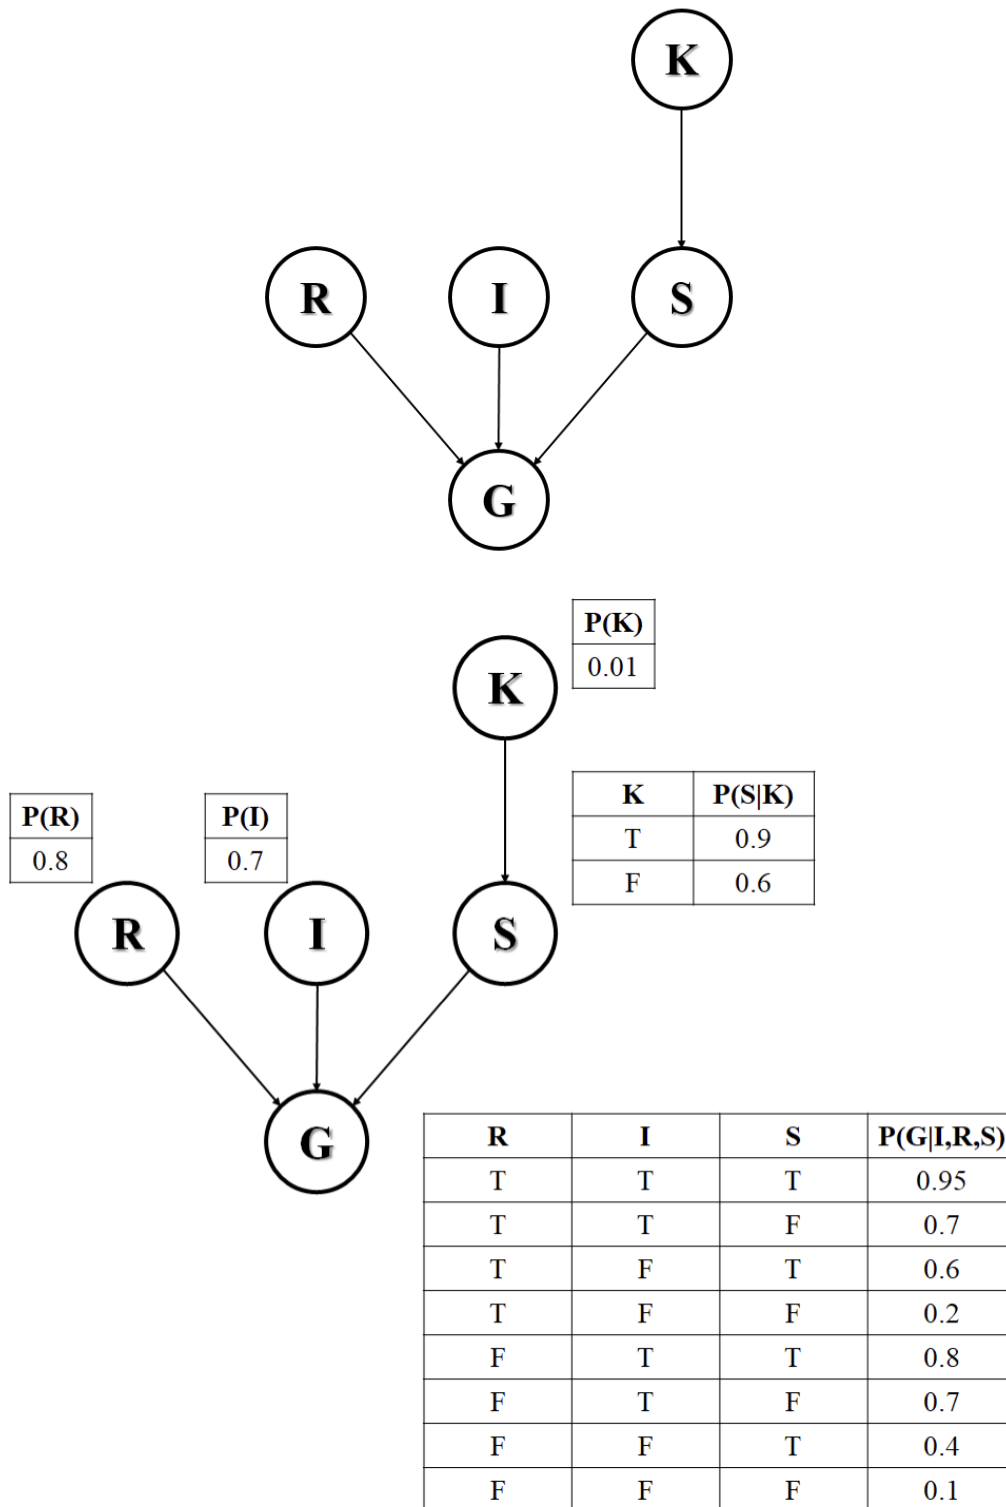 K
R I S
G
P(K)
0.01
K
K P(S|K)
T 0.9
F 0.6
P(R) P(I)
0.8 0.7
R I S
G
R I S P(G|I,R,S)
T T T 0.95
T T F 0.7
T F T 0.6
T F F 0.2
F T T 0.8
F T F 0.7
F F T 0.4
F F F 0.1